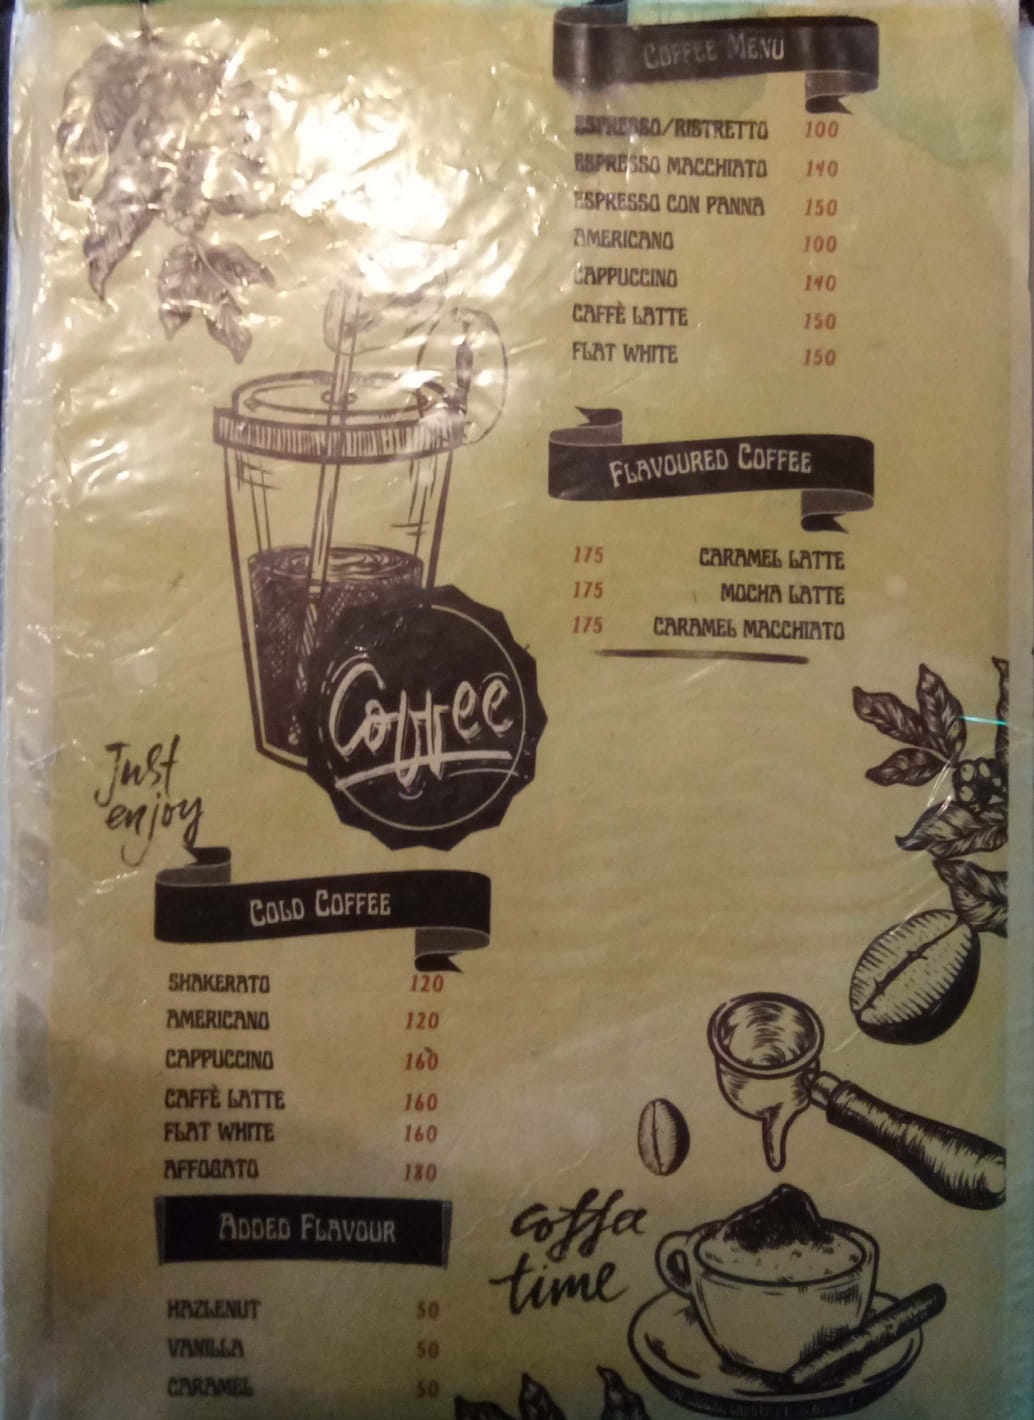 COFFEE MENU
ESPRESSO/RISTRETTO 100
ESPRESSO MACCHIATO 140
ESPRESSO CON PANNA 150
AMERICANO 100
CAPPUCCINO 140
CAFFÈ LATTE 150
FLAT WHITE 150
FLAVOURED COFFEE
175 CARAMEL LATTE
175 MOCHA LATTE
175 CARAMEL MACCHIATO
Coffee
Just
enjoy
COLD COFFEE
SHAKERATO 120
AMERICANO 120
CAPPUCCINO 160
CAFFÈ LATTE 160
FLAT WHITE 160
AFFOGATO 180
ADDED FLAVOUR
HAZLENUT 50
VANILLA 50
CARAMEL 50
coffee
time